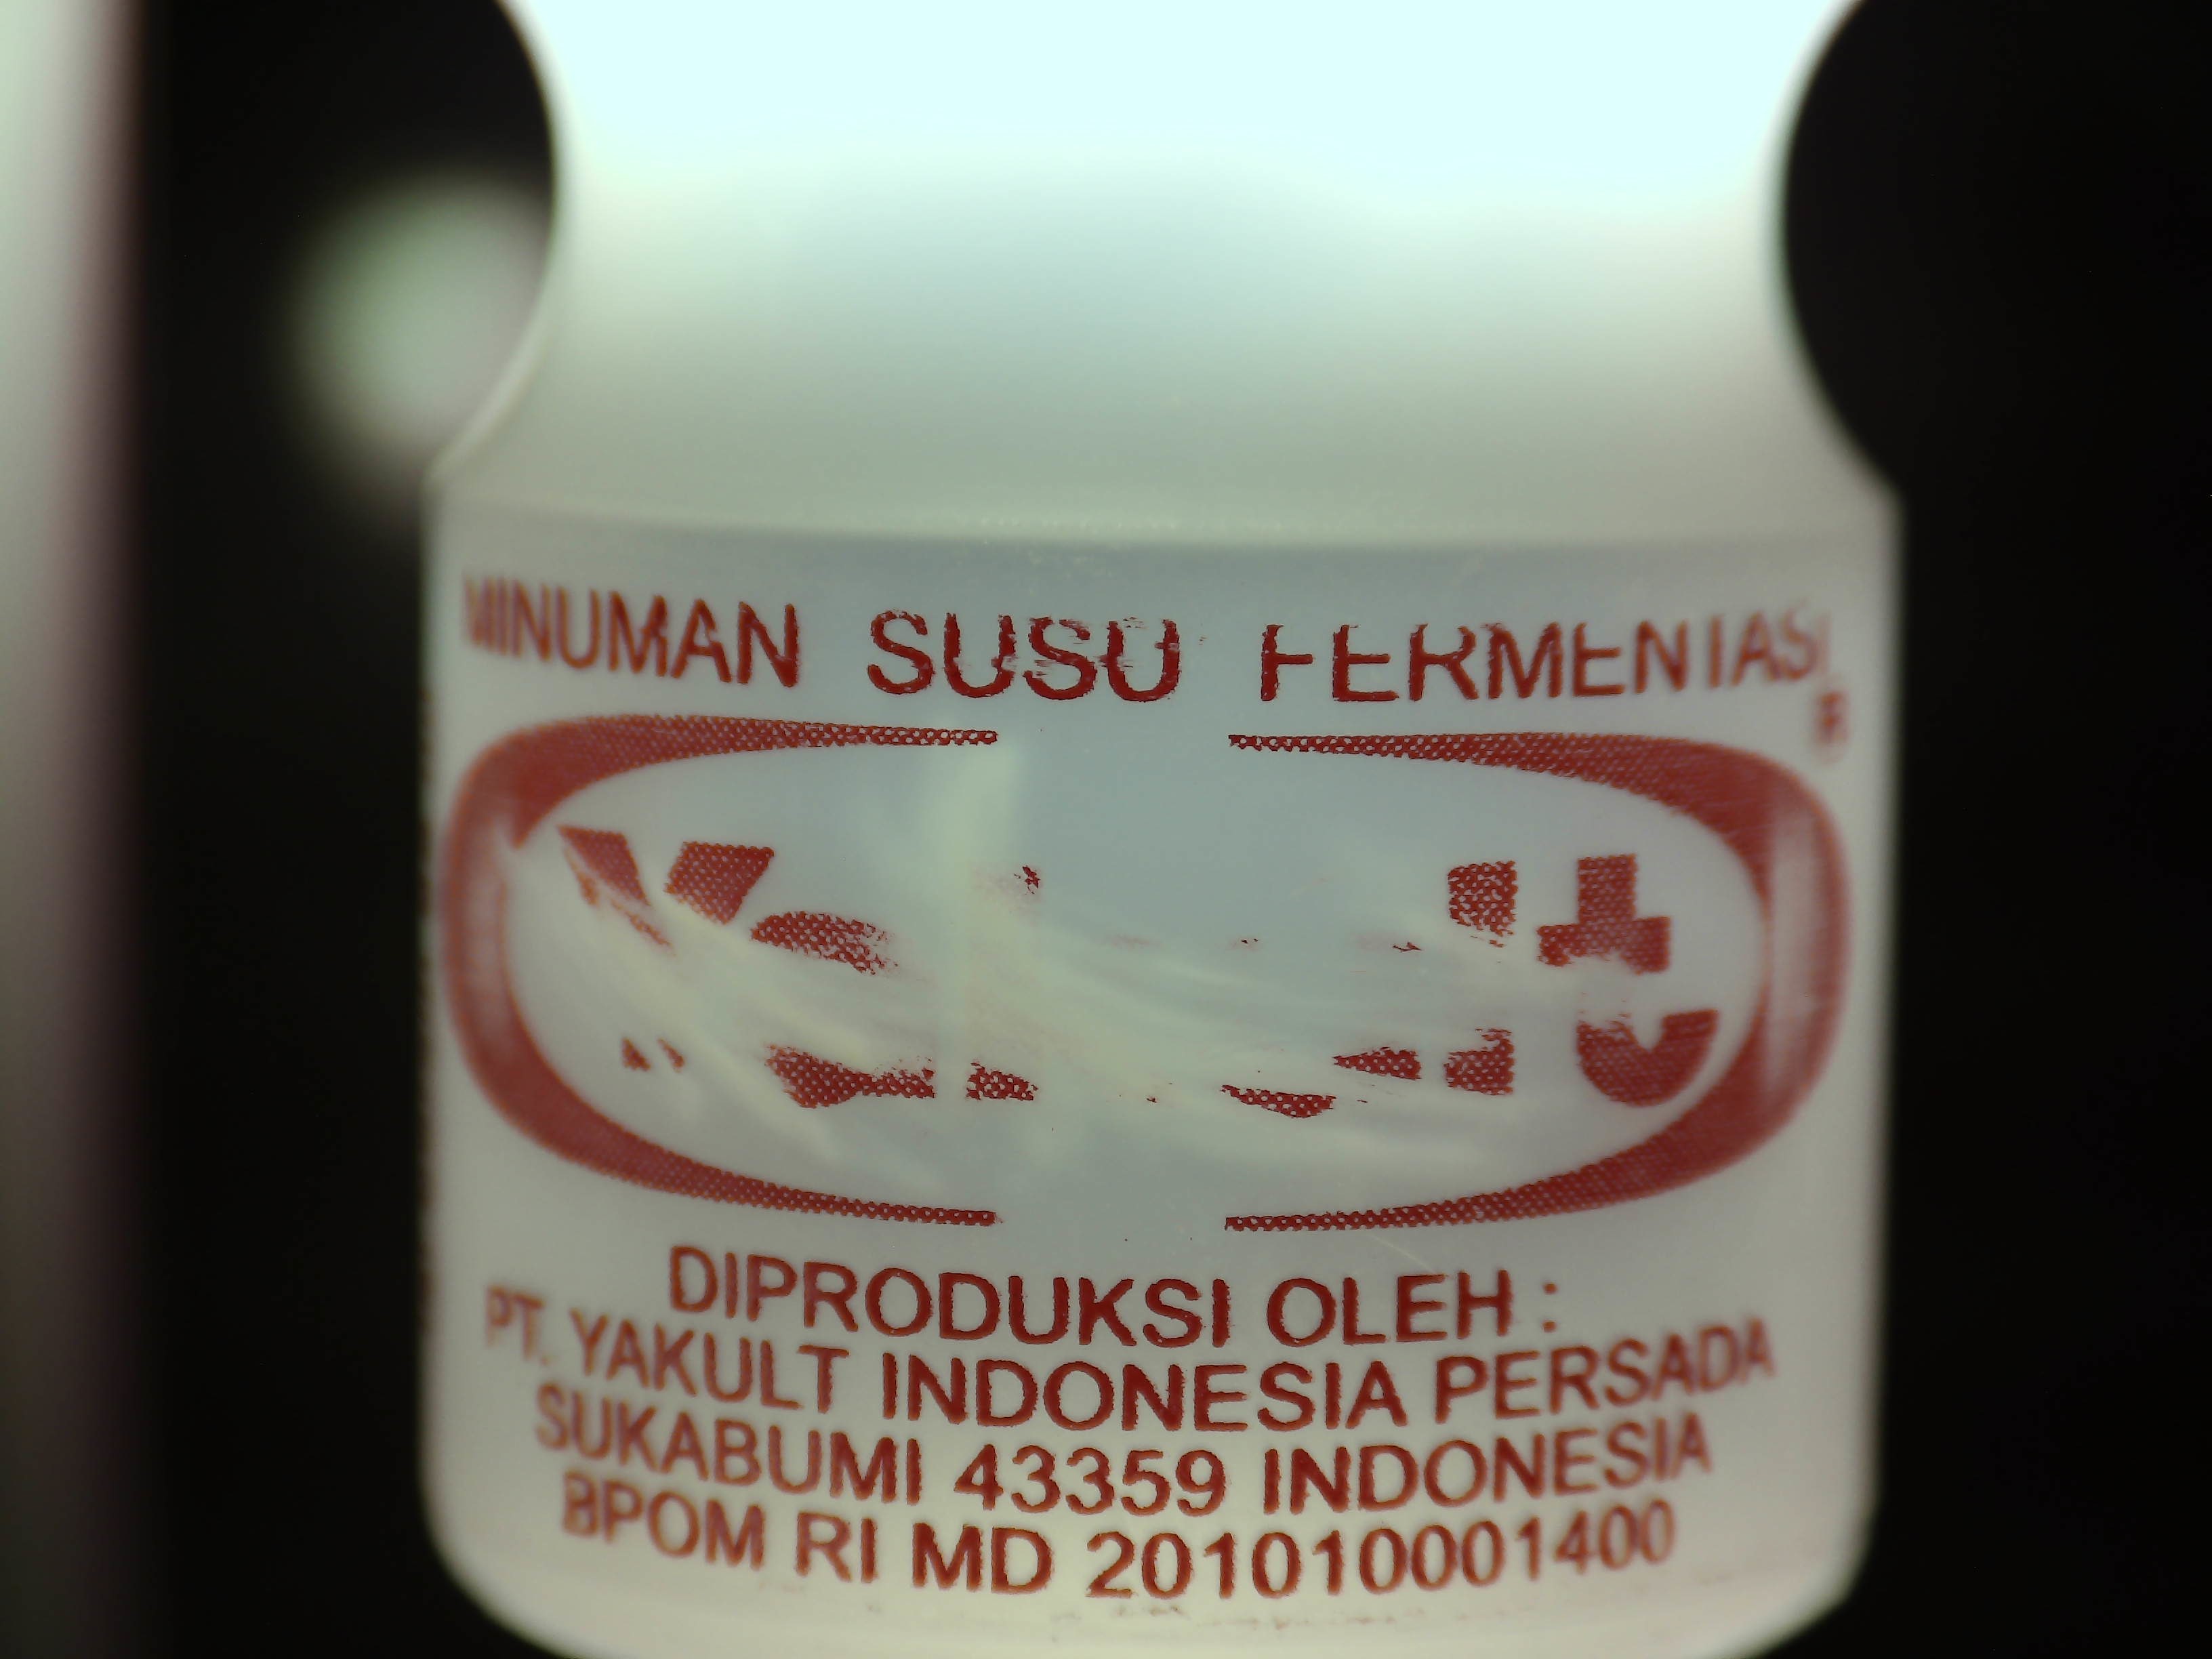 MINUMAN SUSU FERMENTASI
®
DIPRODUKSI OLEH :
PT. YAKULT INDONESIA PERSADA
SUKABUMI 43359 INDONESIA
BPOM RI MD 201010001400